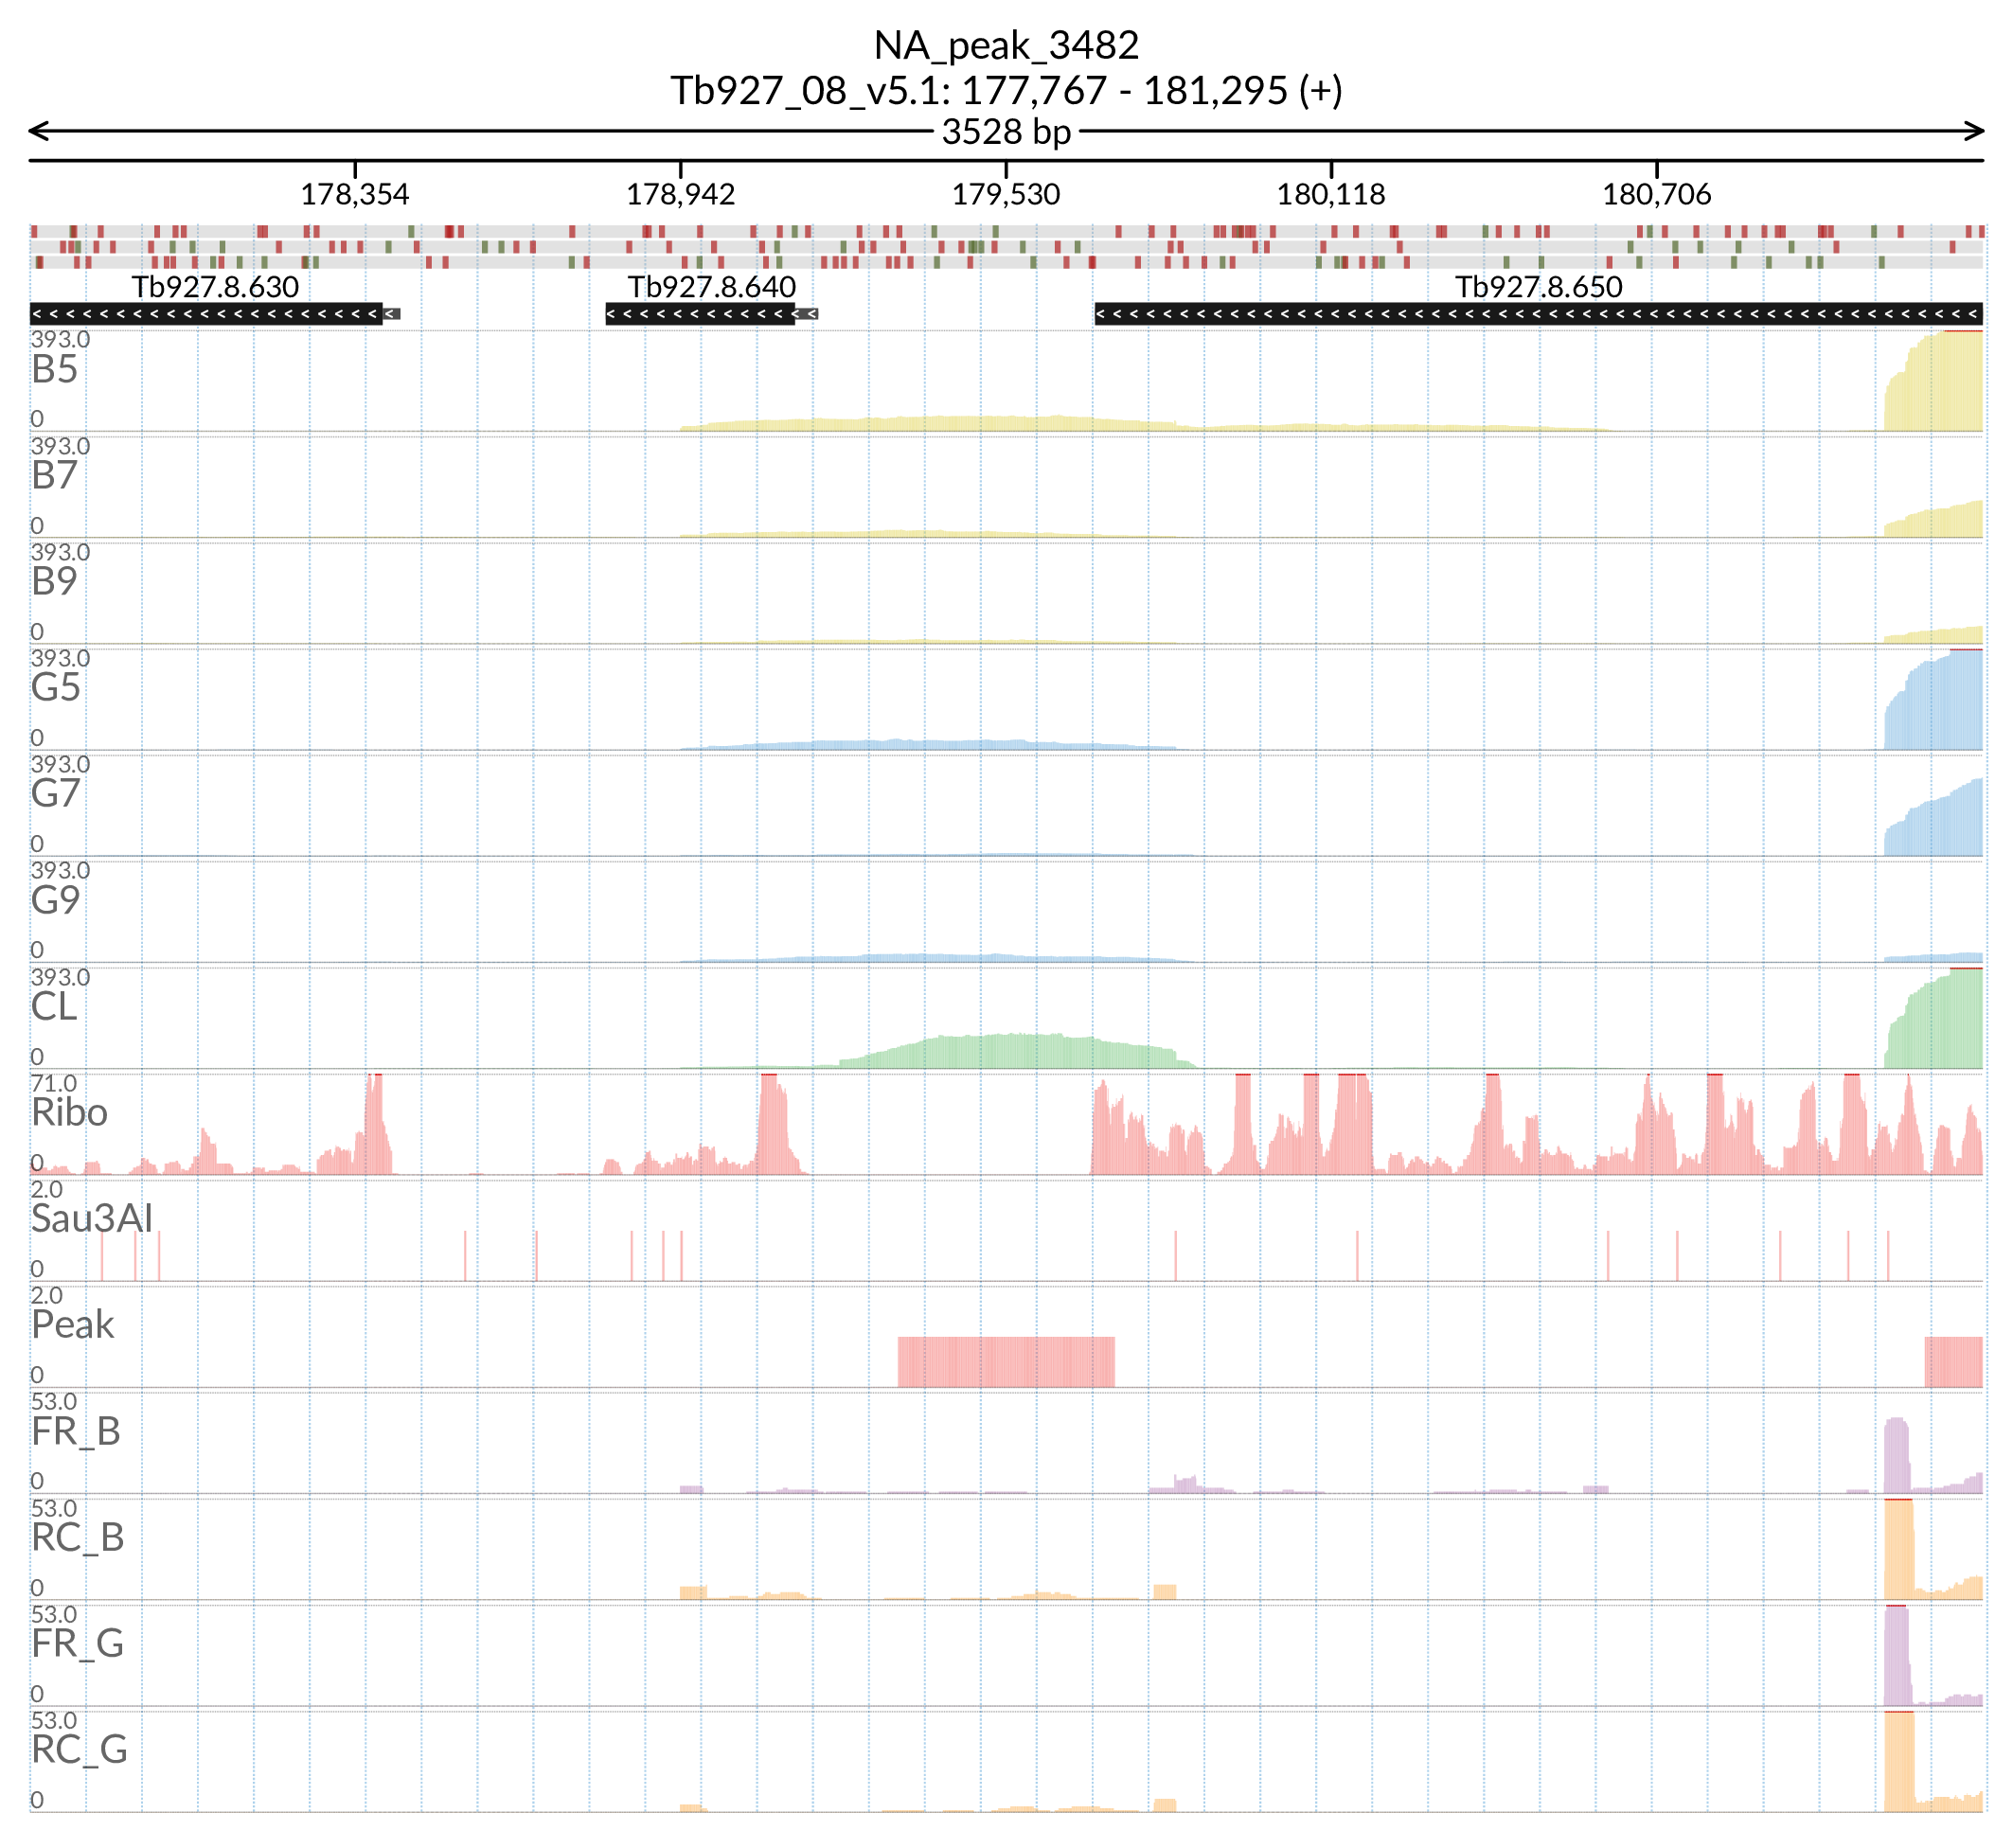 NA_peak_3482
Tb927_08_v5.1: 177,767 - 181,295 (+)
3528 bp
178,354 178,942 179,530 180,118 180,706
Tb927.8.630 Tb927.8.640 Tb927.8.650
393.0
B5
0
393.0
B7
0
393.0
B9
0
393.0
G5
0
393.0
G7
0
393.0
G9
0
393.0
CL
0
71.0
Ribo
0
2.0
Sau3AI
0
2.0
Peak
0
53.0
FR_B
0
53.0
RC_B
0
53.0
FR_G
0
53.0
RC_G
0